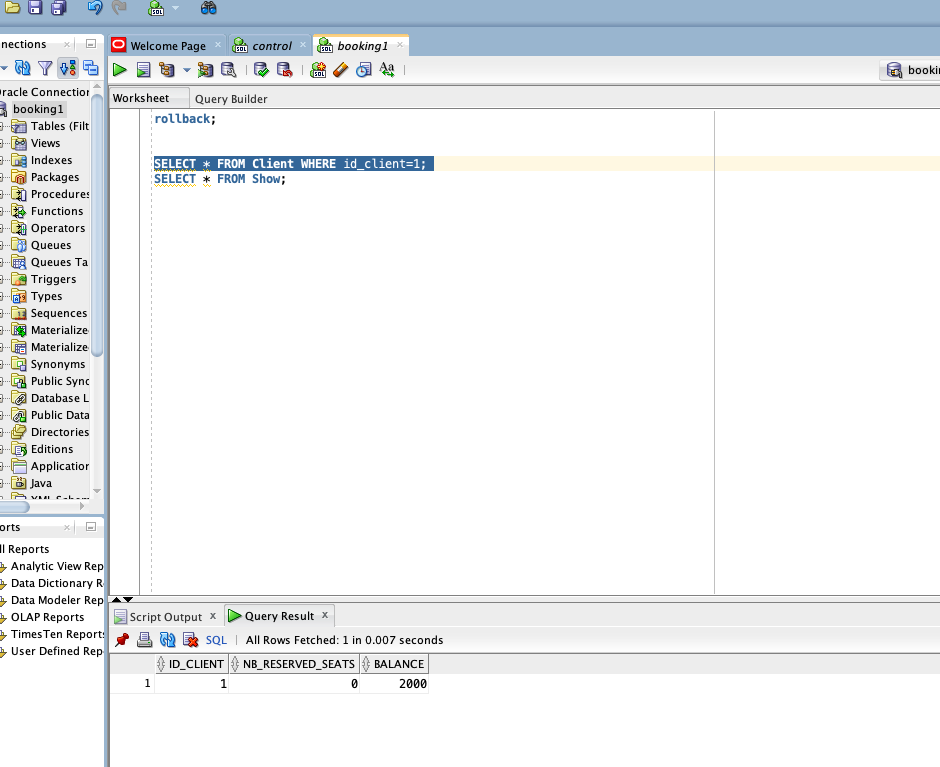 nnections
Welcome Page
control
booking1
bookin
Worksheet
Query Builder
racle Connection
booking1
Tables (Filt
Views
Indexes
Packages
Procedures
Functions
Operators
Queues
Queues Ta
Triggers
Types
Sequences
Materialize
Materialize
Synonyms
Public Sync
Database L
Public Data
Directories
Editions
Application
Java
XML Schem
rollback;
SELECT * FROM Client WHERE id_client=1;
SELECT * FROM Show;
orts
ll Reports
Analytic View Rep
Data Dictionary R
Data Modeler Rep
OLAP Reports
TimesTen Reports
User Defined Rep
Script Output
Query Result
SQL
All Rows Fetched: 1 in 0.007 seconds
ID_CLIENT NB_RESERVED_SEATS BALANCE
1 1 0 2000